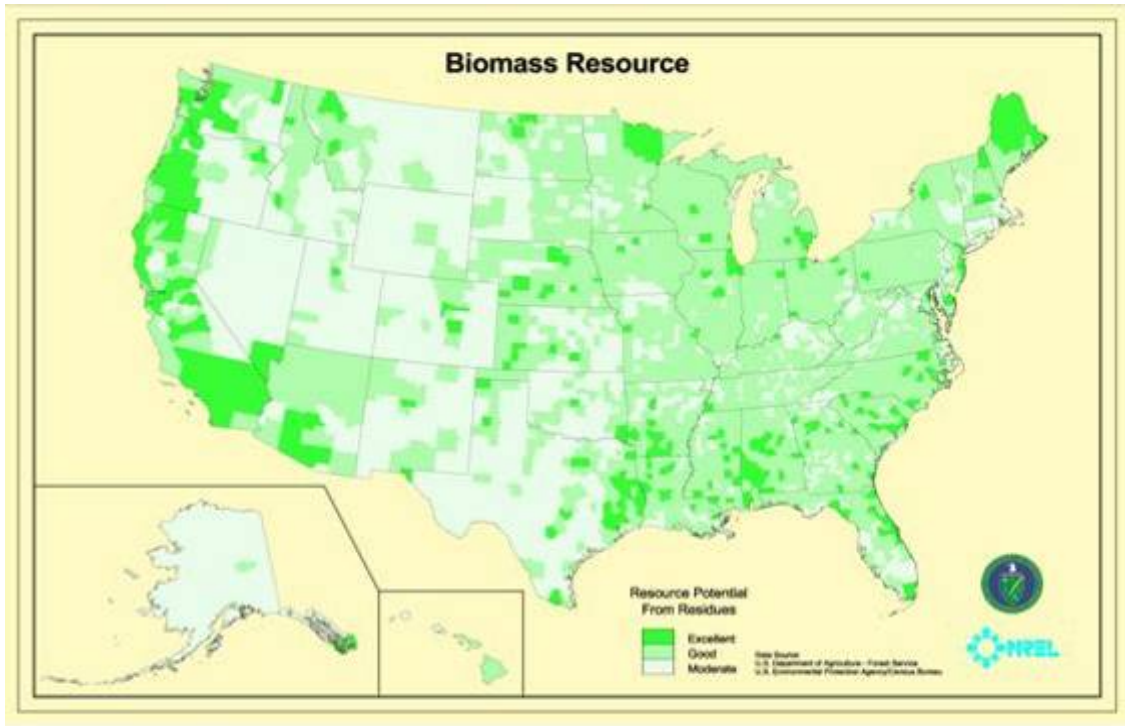 Biomass Resource
Resource Potential
From Residues
Excellent
Good
Moderate
Data Source
U.S. Department of Agriculture - Forest Service
U.S. Environmental Protection Agency/Census Bureau
NREL